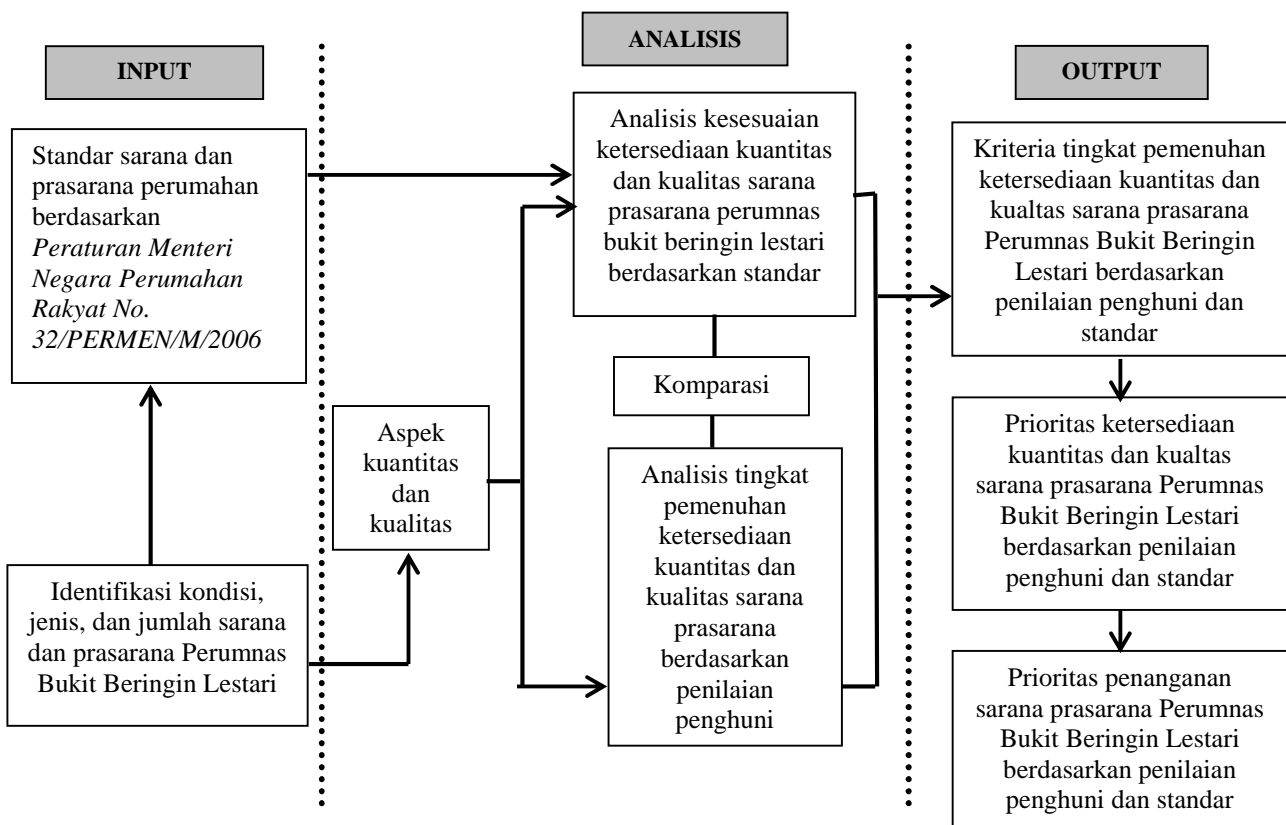 INPUT
ANALISIS
OUTPUT
Standar sarana dan
prasarana perumahan
berdasarkan
Peraturan Menteri
Negara Perumahan
Rakyat No.
32/PERMEN/M/2006
Identifikasi kondisi,
jenis, dan jumlah sarana
dan prasarana Perumnas
Bukit Beringin Lestari
Aspek
kuantitas
dan
kualitas
Analisis kesesuaian
ketersediaan kuantitas
dan kualitas sarana
prasarana perumnas
bukit beringin lestari
berdasarkan standar
Komparasi
Analisis tingkat
pemenuhan
ketersediaan
kuantitas dan
kualitas sarana
prasarana
berdasarkan
penilaian
penghuni
Kriteria tingkat pemenuhan
ketersediaan kuantitas dan
kualtas sarana prasarana
Perumnas Bukit Beringin
Lestari berdasarkan
penilaian penghuni dan
standar
Prioritas ketersediaan
kuantitas dan kualtas
sarana prasarana Perumnas
Bukit Beringin Lestari
berdasarkan penilaian
penghuni dan standar
Prioritas penanganan
sarana prasarana Perumnas
Bukit Beringin Lestari
berdasarkan penilaian
penghuni dan standar